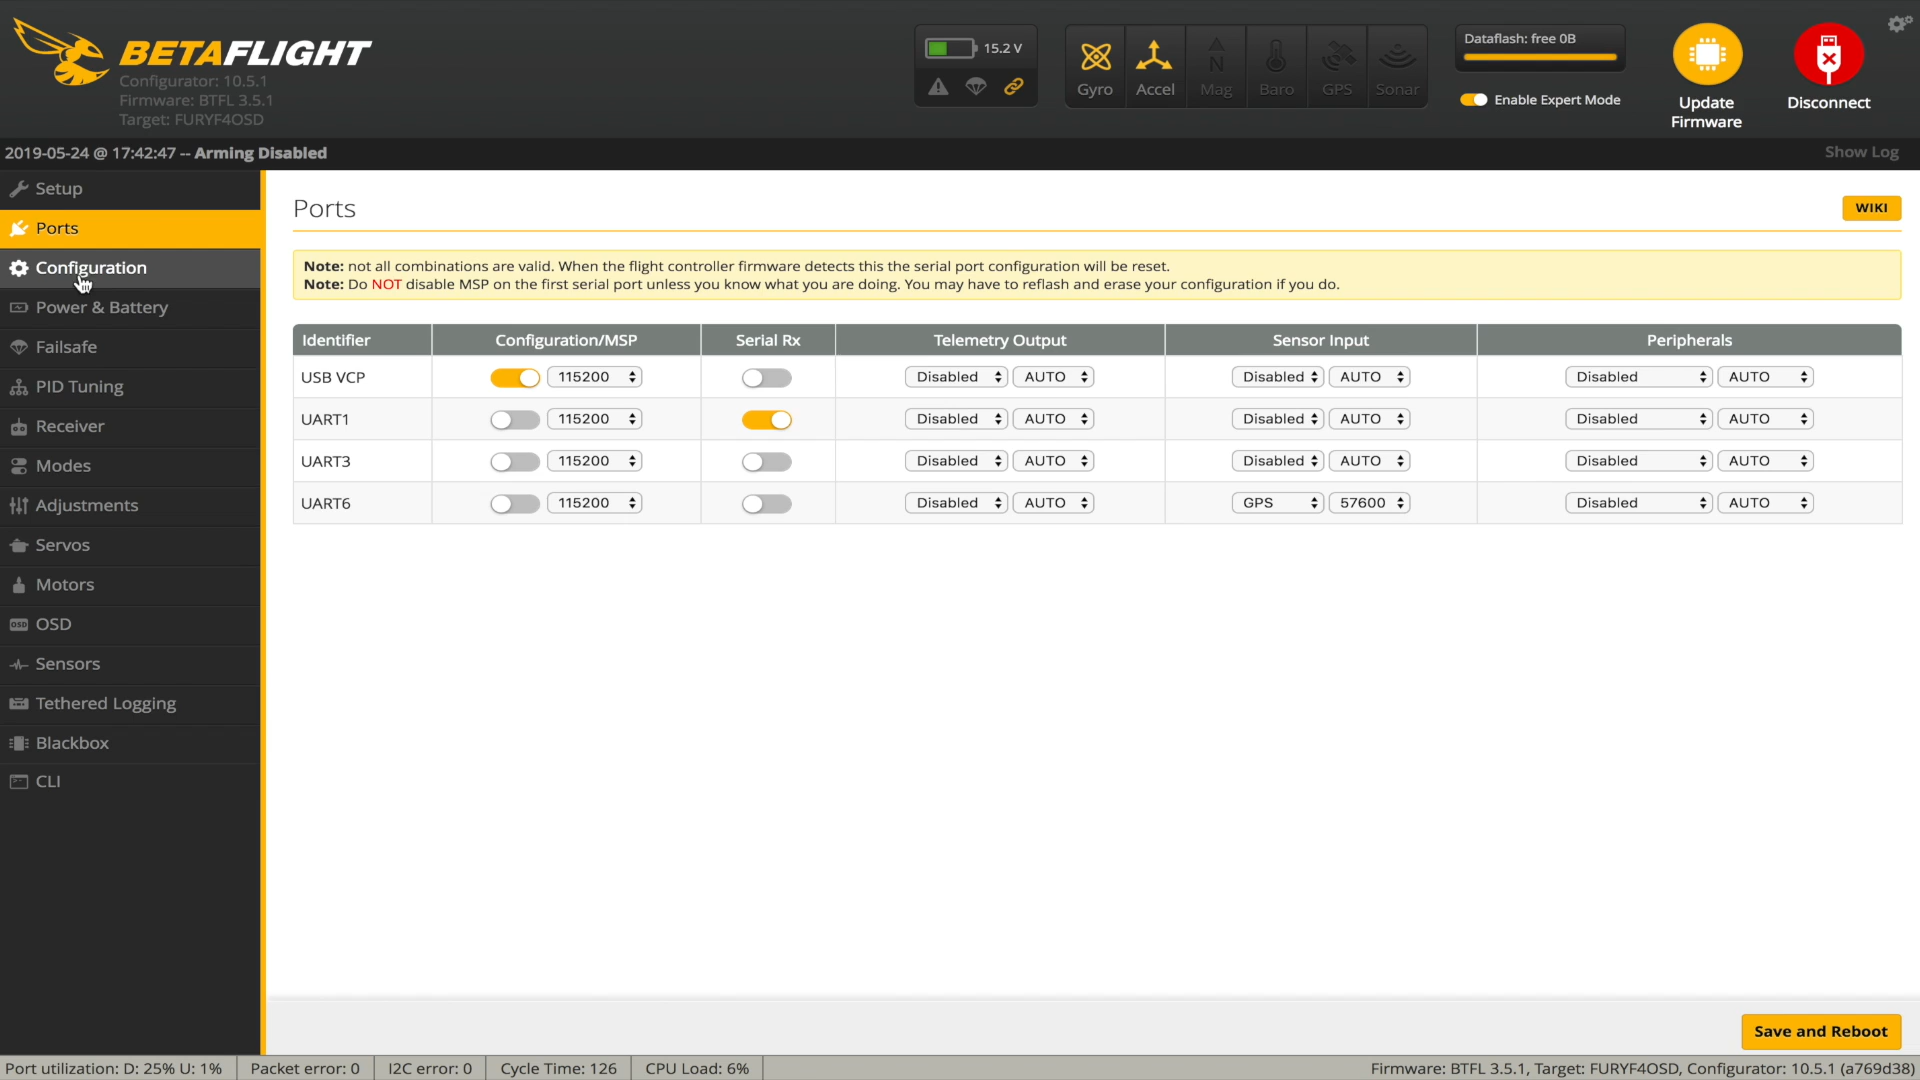 BETAFLIGHT
Configurator: 10.5.1
Firmware: BTFL 3.5.1
Target: FURYF4OSD
15.2 V
Gyro
Accel
N
Mag
Baro
GPS
Sonar
Dataflash: free 0B
Enable Expert Mode
Update
Firmware
Disconnect
2019-05-24 @ 17:42:47 -- Arming Disabled
Show Log
Setup
Ports
Configuration
Power & Battery
Failsafe
PID Tuning
Receiver
Modes
Adjustments
Servos
Motors
OSD OSD
Sensors
Tethered Logging
Blackbox
CLI
Ports
WIKI
Note: not all combinations are valid. When the flight controller firmware detects this the serial port configuration will be reset.
Note: Do NOT disable MSP on the first serial port unless you know what you are doing. You may have to reflash and erase your configuration if you do.
Identifier Configuration/MSP Serial Rx Telemetry Output Sensor Input Peripherals
USB VCP 115200 Disabled AUTO Disabled AUTO Disabled AUTO
UART1 115200 Disabled AUTO Disabled AUTO Disabled AUTO
UART3 115200 Disabled AUTO Disabled AUTO Disabled AUTO
UART6 115200 Disabled AUTO GPS 57600 Disabled AUTO
Save and Reboot
Port utilization: D: 25% U: 1% Packet error: 0 I2C error: 0 Cycle Time: 126 CPU Load: 6% Firmware: BTFL 3.5.1, Target: FURYF4OSD, Configurator: 10.5.1 (a769d38)